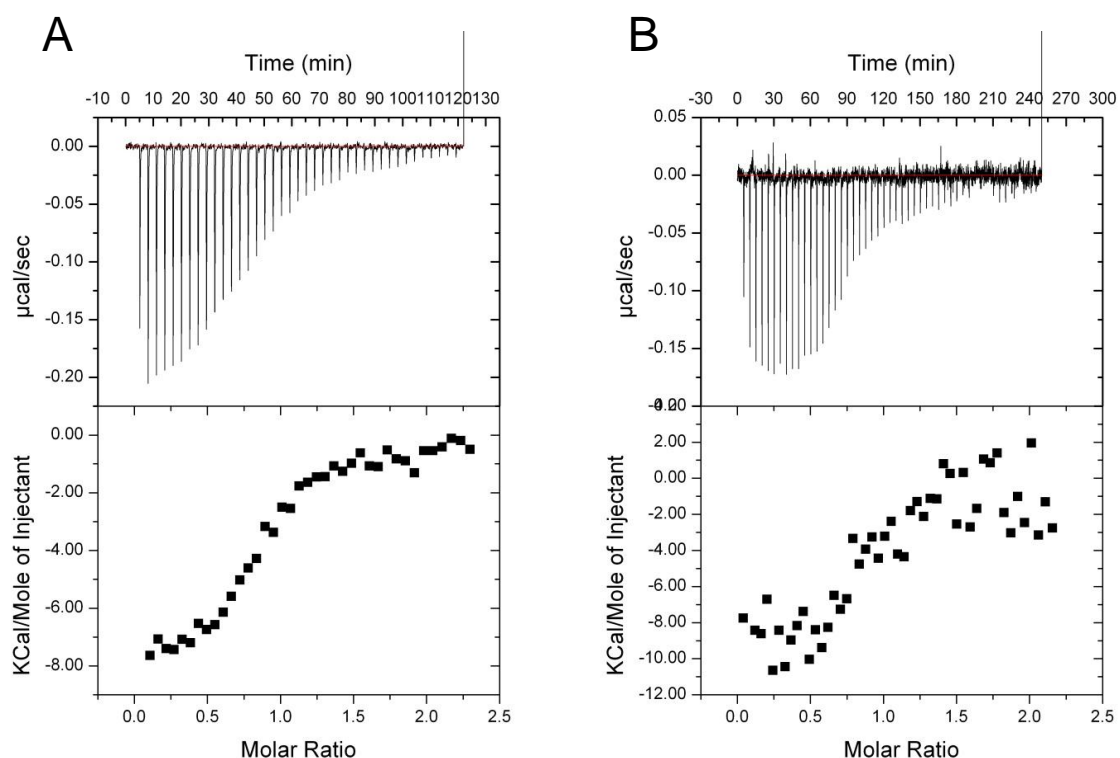 A
Time (min)
-10 0 10 20 30 40 50 60 70 80 90 100 110 120 130
0.00
-0.05
-0.10
-0.15
-0.20
µcal/sec
0.00
-2.00
-4.00
-6.00
-8.00
KCal/Mole of Injectant
0.0 0.5 1.0 1.5 2.0 2.5
Molar Ratio
B
Time (min)
-30 0 30 60 90 120 150 180 210 240 270 300
0.05
0.00
-0.05
-0.10
-0.15
µcal/sec
2.00
0.00
-2.00
-4.00
-6.00
-8.00
-10.00
-12.00
KCal/Mole of Injectant
0.0 0.5 1.0 1.5 2.0 2.5
Molar Ratio